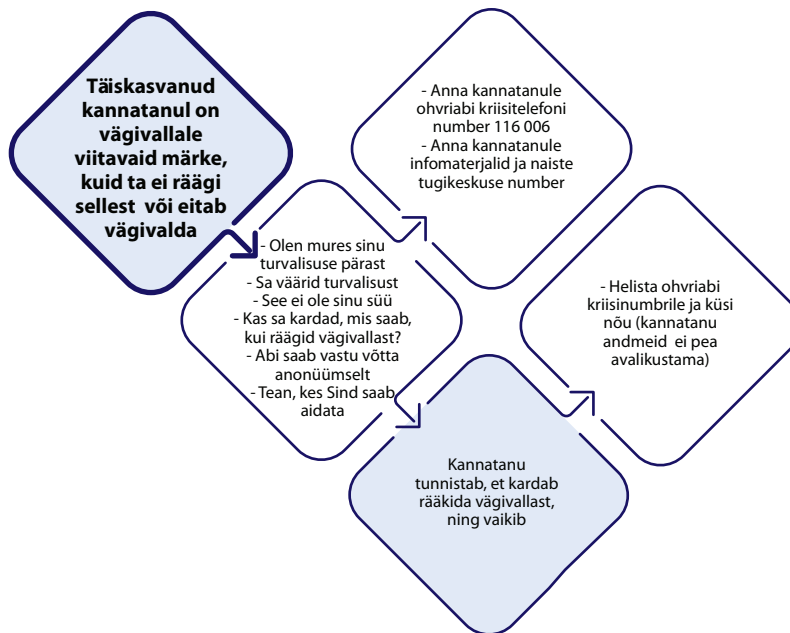 Täiskasvanud
kannatanul on
vägivallale
viitavaid märke,
kuid ta ei räägi
sellest või eitab
vägivalda
- Anna kannatanule
ohvriabi kriisitelefoni
number 116 006
- Anna kannatanule
infomaterjalid ja naiste
tugikeskuse number
- Olen mures sinu
turvalisuse pärast
- Sa väärid turvalisust
- See ei ole sinu süü
- Kas sa kardad, mis saab,
kui räägid vägivallast?
- Abi saab vastu võtta
anonüümselt
- Tean, kes Sind saab
aidata
- Helista ohvriabi
kriisinumbrile ja küsi
nõu (kannatanu
andmeid ei pea
avalikustama)
Kannatanu
tunnistab, et kardab
rääkida vägivallast,
ning vaikib